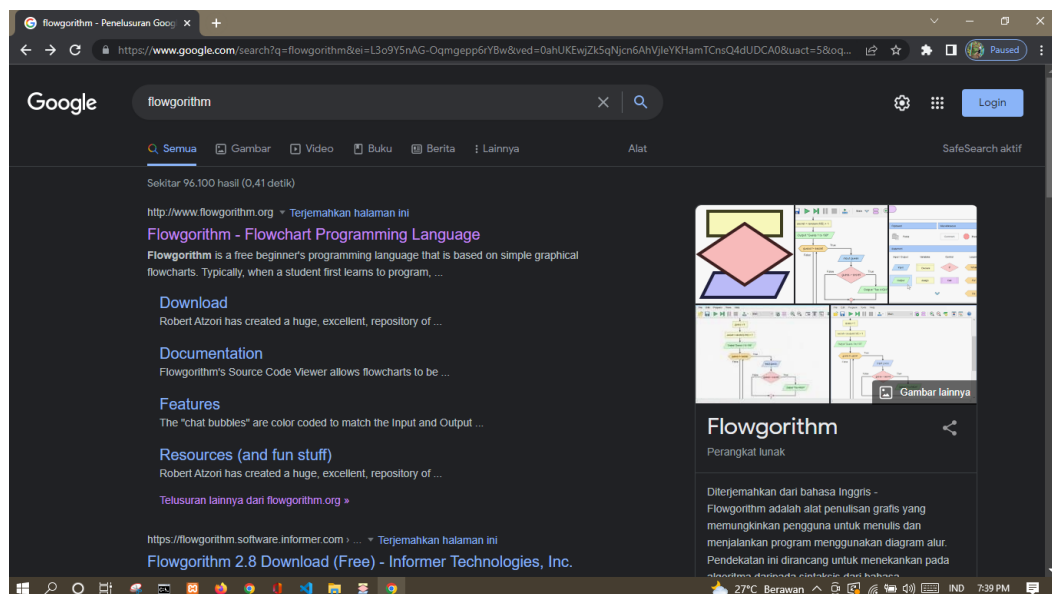 flowgorithm - Penelusuran Goog
https://www.google.com/search?q=flowgorithm&ei=L3o9Y5nAG-Oqmgepp6rYBw&ved=0ahUKEwjZk5qNjcn6AhVjleYKHamTCnsQ4dUDCA0&uact=5&oq...
Paused
Google
flowgorithm
Login
Semua Gambar Video Buku Berita Lainnya Alat SafeSearch aktif
Sekitar 96.100 hasil (0,41 detik)
http://www.flowgorithm.org Terjemahkan halaman ini
Flowgorithm - Flowchart Programming Language
Flowgorithm is a free beginner's programming language that is based on simple graphical
flowcharts. Typically, when a student first learns to program, ...
Download
Robert Atzori has created a huge, excellent, repository of ...
Documentation
Flowgorithm's Source Code Viewer allows flowcharts to be ...
Features
The "chat bubbles" are color coded to match the Input and Output ...
Resources (and fun stuff)
Robert Atzori has created a huge, excellent, repository of ...
Telusuran lainnya dari flowgorithm.org »
https://flowgorithm.software.informer.com › ... Terjemahkan halaman ini
Flowgorithm 2.8 Download (Free) - Informer Technologies, Inc.
Gambar lainnya
Flowgorithm
Perangkat lunak
Diterjemahkan dari bahasa Inggris -
Flowgorithm adalah alat penulisan grafis yang
memungkinkan pengguna untuk menulis dan
menjalankan program menggunakan diagram alur.
Pendekatan ini dirancang untuk menekankan pada
algoritma daripada sintaksis dari bahasa
27°C Berawan IND 7:39 PM